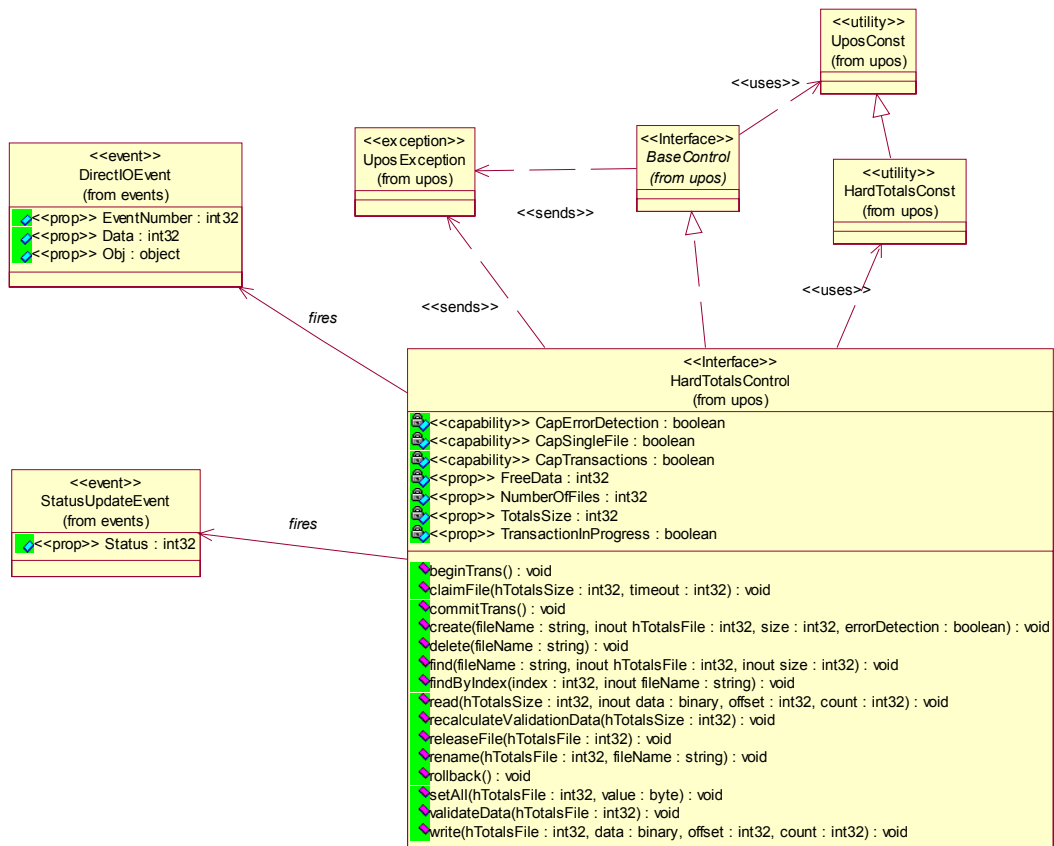 <<utility>>
UposConst
(from upos)
<<uses>>
<<exception>>
UposException
(from upos)
<<Interface>>
BaseControl
(from upos)
<<utility>>
HardTotalsConst
(from upos)
<<event>>
DirectIOEvent
(from events)
<<prop>> EventNumber : int32
<<prop>> Data : int32
<<prop>> Obj : object
<<sends>>
<<sends>>
<<uses>>
fires
<<Interface>>
HardTotalsControl
(from upos)
<<capability>> CapErrorDetection : boolean
<<capability>> CapSingleFile : boolean
<<capability>> CapTransactions : boolean
<<prop>> FreeData : int32
<<prop>> NumberOfFiles : int32
<<prop>> TotalsSize : int32
<<prop>> TransactionInProgress : boolean
<<event>>
StatusUpdateEvent
(from events)
<<prop>> Status : int32
fires
beginTrans() : void
claimFile(hTotalsSize : int32, timeout : int32) : void
commitTrans() : void
create(fileName : string, inout hTotalsFile : int32, size : int32, errorDetection : boolean) : void
delete(fileName : string) : void
find(fileName : string, inout hTotalsFile : int32, inout size : int32) : void
findByIndex(index : int32, inout fileName : string) : void
read(hTotalsSize : int32, inout data : binary, offset : int32, count : int32) : void
recalculateValidationData(hTotalsSize : int32) : void
releaseFile(hTotalsFile : int32) : void
rename(hTotalsFile : int32, fileName : string) : void
rollback() : void
setAll(hTotalsFile : int32, value : byte) : void
validateData(hTotalsFile : int32) : void
write(hTotalsFile : int32, data : binary, offset : int32, count : int32) : void